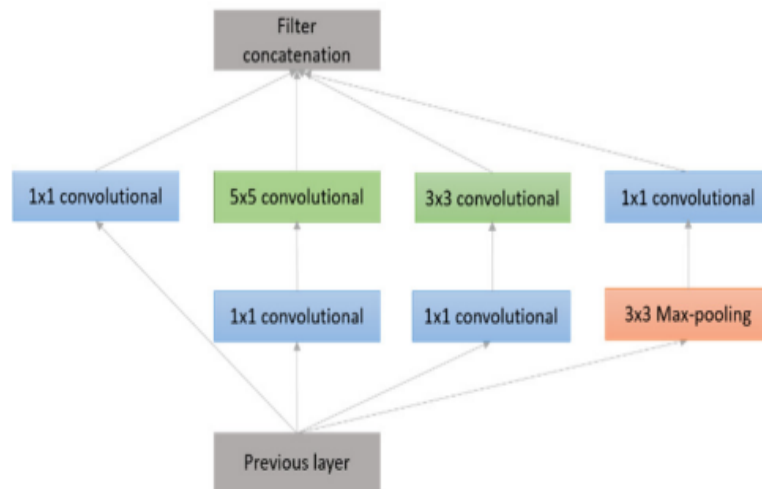 Filter
concatenation
1x1 convolutional
5x5 convolutional
3x3 convolutional
1x1 convolutional
1x1 convolutional
1x1 convolutional
3x3 Max-pooling
Previous layer